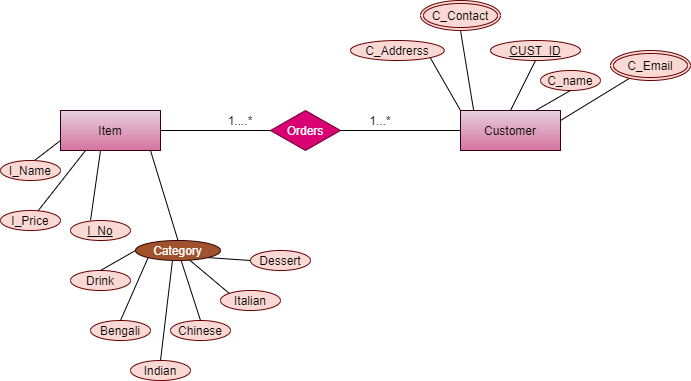 C_Contact
C_Addrerss
CUST_ID
C_Email
C_name
Item
1....*
Orders
1...*
Customer
I_Name
I_Price
I_No
Category
Dessert
Drink
Italian
Bengali
Chinese
Indian